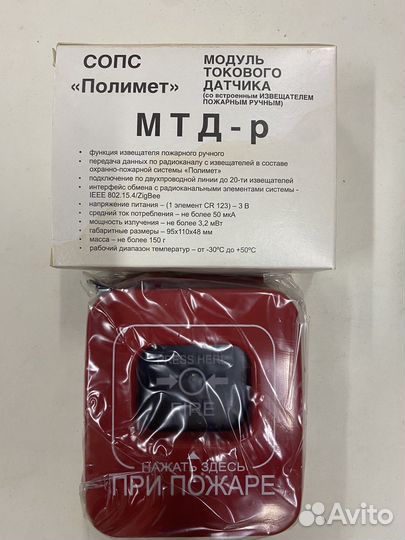 СОПС
«Полимет»
МОДУЛЬ
ТОКОВОГО
ДАТЧИКА
(со встроенным ИЗВЕЩАТЕЛЕМ
ПОЖАРНЫМ РУЧНЫМ)
МТД-р
• функция извещателя пожарного ручного
• передача данных по радиоканалу с извещателей в составе
охранно-пожарной системы «Полимет»
• подключение по двухпроводной линии до 20-ти извещателей
• интерфейс обмена с радиоканальными элементами системы -
IEEE 802.15.4/ZigBee
• напряжение питания – (1 элемент CR 123) – 3 В
• средний ток потребления – не более 50 мкА
• мощность излучения – не более 3,2 мВт
• габаритные размеры – 95x110x48 мм
• масса – не более 150 г
• рабочий диапазон температур – от -30°С до +50°С
PRESS HERE
FIRE
НАЖАТЬ ЗДЕСЬ
ПРИ ПОЖАРЕ
Avito